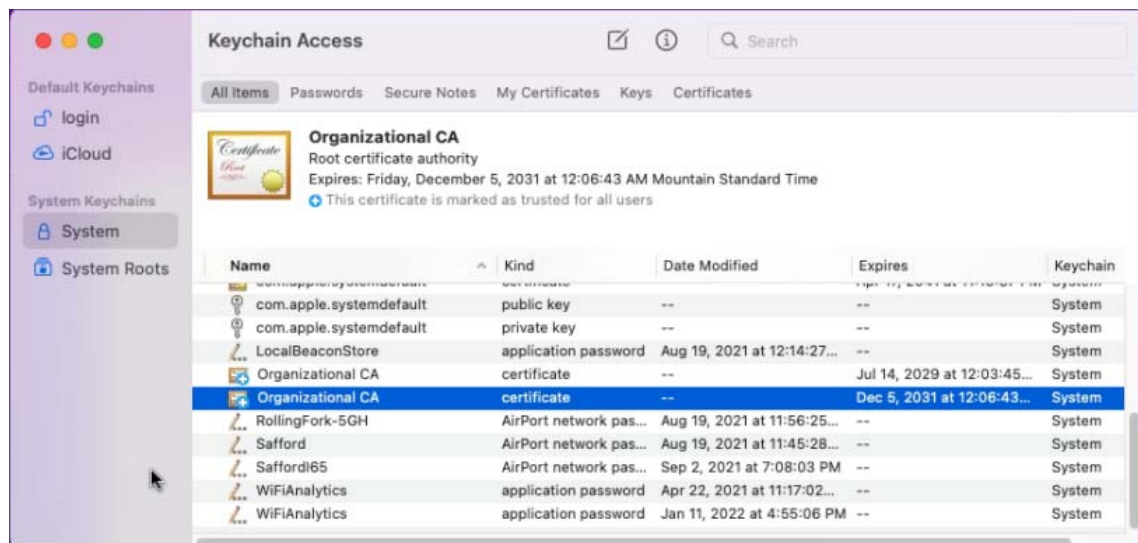 Keychain Access
Search
Default Keychains
login
iCloud
System Keychains
System
System Roots
All Items Passwords Secure Notes My Certificates Keys Certificates
Certificate
Root
Organizational CA
Root certificate authority
Expires: Friday, December 5, 2031 at 12:06:43 AM Mountain Standard Time
This certificate is marked as trusted for all users
Name Kind Date Modified Expires Keychain
com.apple.systemdefault public key -- -- System
com.apple.systemdefault private key -- -- System
LocalBeaconStore application password Aug 19, 2021 at 12:14:27... -- System
Organizational CA certificate -- Jul 14, 2029 at 12:03:45... System
Organizational CA certificate -- Dec 5, 2031 at 12:06:43... System
RollingFork-5GH AirPort network pas... Aug 19, 2021 at 11:56:25... -- System
Safford AirPort network pas... Aug 19, 2021 at 11:45:28... -- System
SaffordI65 AirPort network pas... Sep 2, 2021 at 7:08:03 PM -- System
WiFiAnalytics application password Apr 22, 2021 at 11:17:02... -- System
WiFiAnalytics application password Jan 11, 2022 at 4:55:06 PM -- System